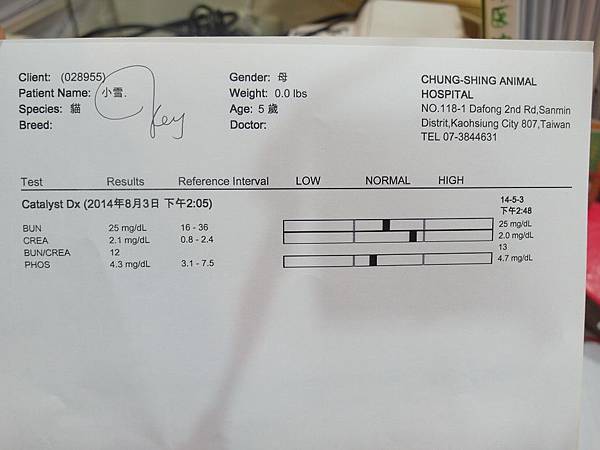 Client: (028955)
Patient Name: 小雪.
Species: 貓
Breed:
key
Gender: 母
Weight: 0.0 lbs
Age: 5 歲
Doctor:
CHUNG-SHING ANIMAL
HOSPITAL
NO.118-1 Dafong 2nd Rd,Sanmin
Distrit,Kaohsiung City 807,Taiwan
TEL 07-3844631
Test Results Reference Interval LOW NORMAL HIGH
Catalyst Dx (2014年8月3日 下午2:05) 14-5-3
下午2:48
BUN 25 mg/dL 16 - 36 25 mg/dL
CREA 2.1 mg/dL 0.8 - 2.4 2.0 mg/dL
BUN/CREA 12 13
PHOS 4.3 mg/dL 3.1 - 7.5 4.7 mg/dL